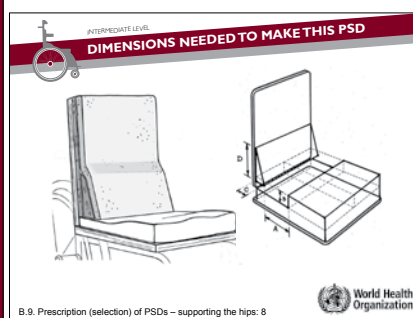 INTERMEDIATE LEVEL
DIMENSIONS NEEDED TO MAKE THIS PSD
D
C
B
A
B.9. Prescription (selection) of PSDs – supporting the hips: 8
World Health
Organization